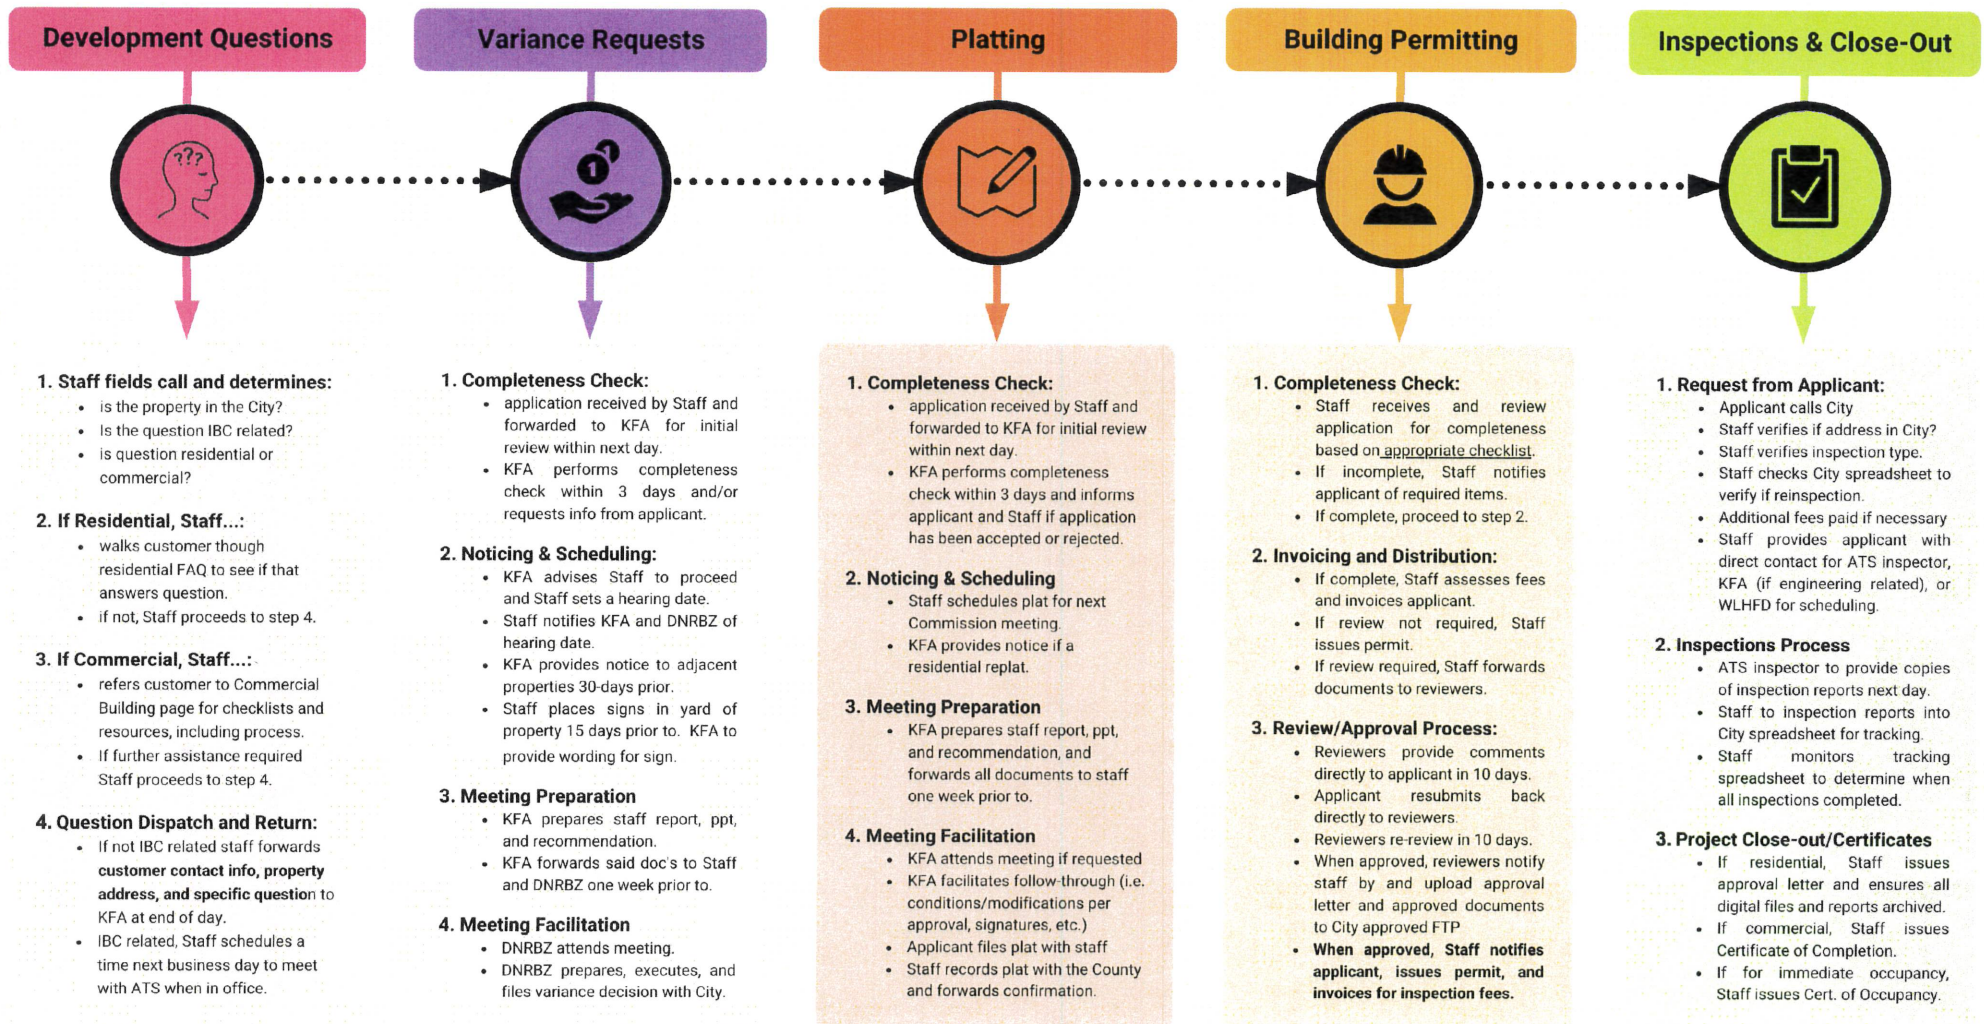 Development Questions
???
1. Staff fields call and determines:
• is the property in the City?
• Is the question IBC related?
• is question residential or
commercial?
2. If Residential, Staff...:
• walks customer though
residential FAQ to see if that
answers question.
• if not, Staff proceeds to step 4.
3. If Commercial, Staff...:
• refers customer to Commercial
Building page for checklists and
resources, including process.
• If further assistance required
Staff proceeds to step 4.
4. Question Dispatch and Return:
• If not IBC related staff forwards
customer contact info, property
address, and specific question to
KFA at end of day.
• IBC related, Staff schedules a
time next business day to meet
with ATS when in office.
Variance Requests
1
1. Completeness Check:
• application received by Staff and
forwarded to KFA for initial
review within next day.
• KFA performs completeness
check within 3 days and/or
requests info from applicant.
2. Noticing & Scheduling:
• KFA advises Staff to proceed
and Staff sets a hearing date.
• Staff notifies KFA and DNRBZ of
hearing date.
• KFA provides notice to adjacent
properties 30-days prior.
• Staff places signs in yard of
property 15 days prior to. KFA to
provide wording for sign.
3. Meeting Preparation
• KFA prepares staff report, ppt,
and recommendation.
• KFA forwards said doc's to Staff
and DNRBZ one week prior to.
4. Meeting Facilitation
• DNRBZ attends meeting.
• DNRBZ prepares, executes, and
files variance decision with City.
Platting
1. Completeness Check:
• application received by Staff and
forwarded to KFA for initial review
within next day.
• KFA performs completeness
check within 3 days and informs
applicant and Staff if application
has been accepted or rejected.
2. Noticing & Scheduling
• Staff schedules plat for next
Commission meeting.
• KFA provides notice if a
residential replat.
3. Meeting Preparation
• KFA prepares staff report, ppt,
and recommendation, and
forwards all documents to staff
one week prior to.
4. Meeting Facilitation
• KFA attends meeting if requested
• KFA facilitates follow-through (i.e.
conditions/modifications per
approval, signatures, etc.)
• Applicant files plat with staff
• Staff records plat with the County
and forwards confirmation.
Building Permitting
1. Completeness Check:
• Staff receives and review
application for completeness
based on appropriate checklist.
• If incomplete, Staff notifies
applicant of required items.
• If complete, proceed to step 2.
2. Invoicing and Distribution:
• If complete, Staff assesses fees
and invoices applicant.
• If review not required, Staff
issues permit.
• If review required, Staff forwards
documents to reviewers.
3. Review/Approval Process:
• Reviewers provide comments
directly to applicant in 10 days.
• Applicant resubmits back
directly to reviewers.
• Reviewers re-review in 10 days.
• When approved, reviewers notify
staff by and upload approval
letter and approved documents
to City approved FTP
• When approved, Staff notifies
applicant, issues permit, and
invoices for inspection fees.
Inspections & Close-Out
1. Request from Applicant:
• Applicant calls City
• Staff verifies if address in City?
• Staff verifies inspection type.
• Staff checks City spreadsheet to
verify if reinspection.
• Additional fees paid if necessary
• Staff provides applicant with
direct contact for ATS inspector,
KFA (if engineering related), or
WLHFD for scheduling.
2. Inspections Process
• ATS inspector to provide copies
of inspection reports next day.
• Staff to inspection reports into
City spreadsheet for tracking.
• Staff monitors tracking
spreadsheet to determine when
all inspections completed.
3. Project Close-out/Certificates
• If residential, Staff issues
approval letter and ensures all
digital files and reports archived.
• If commercial, Staff issues
Certificate of Completion.
• If for immediate occupancy,
Staff issues Cert. of Occupancy.